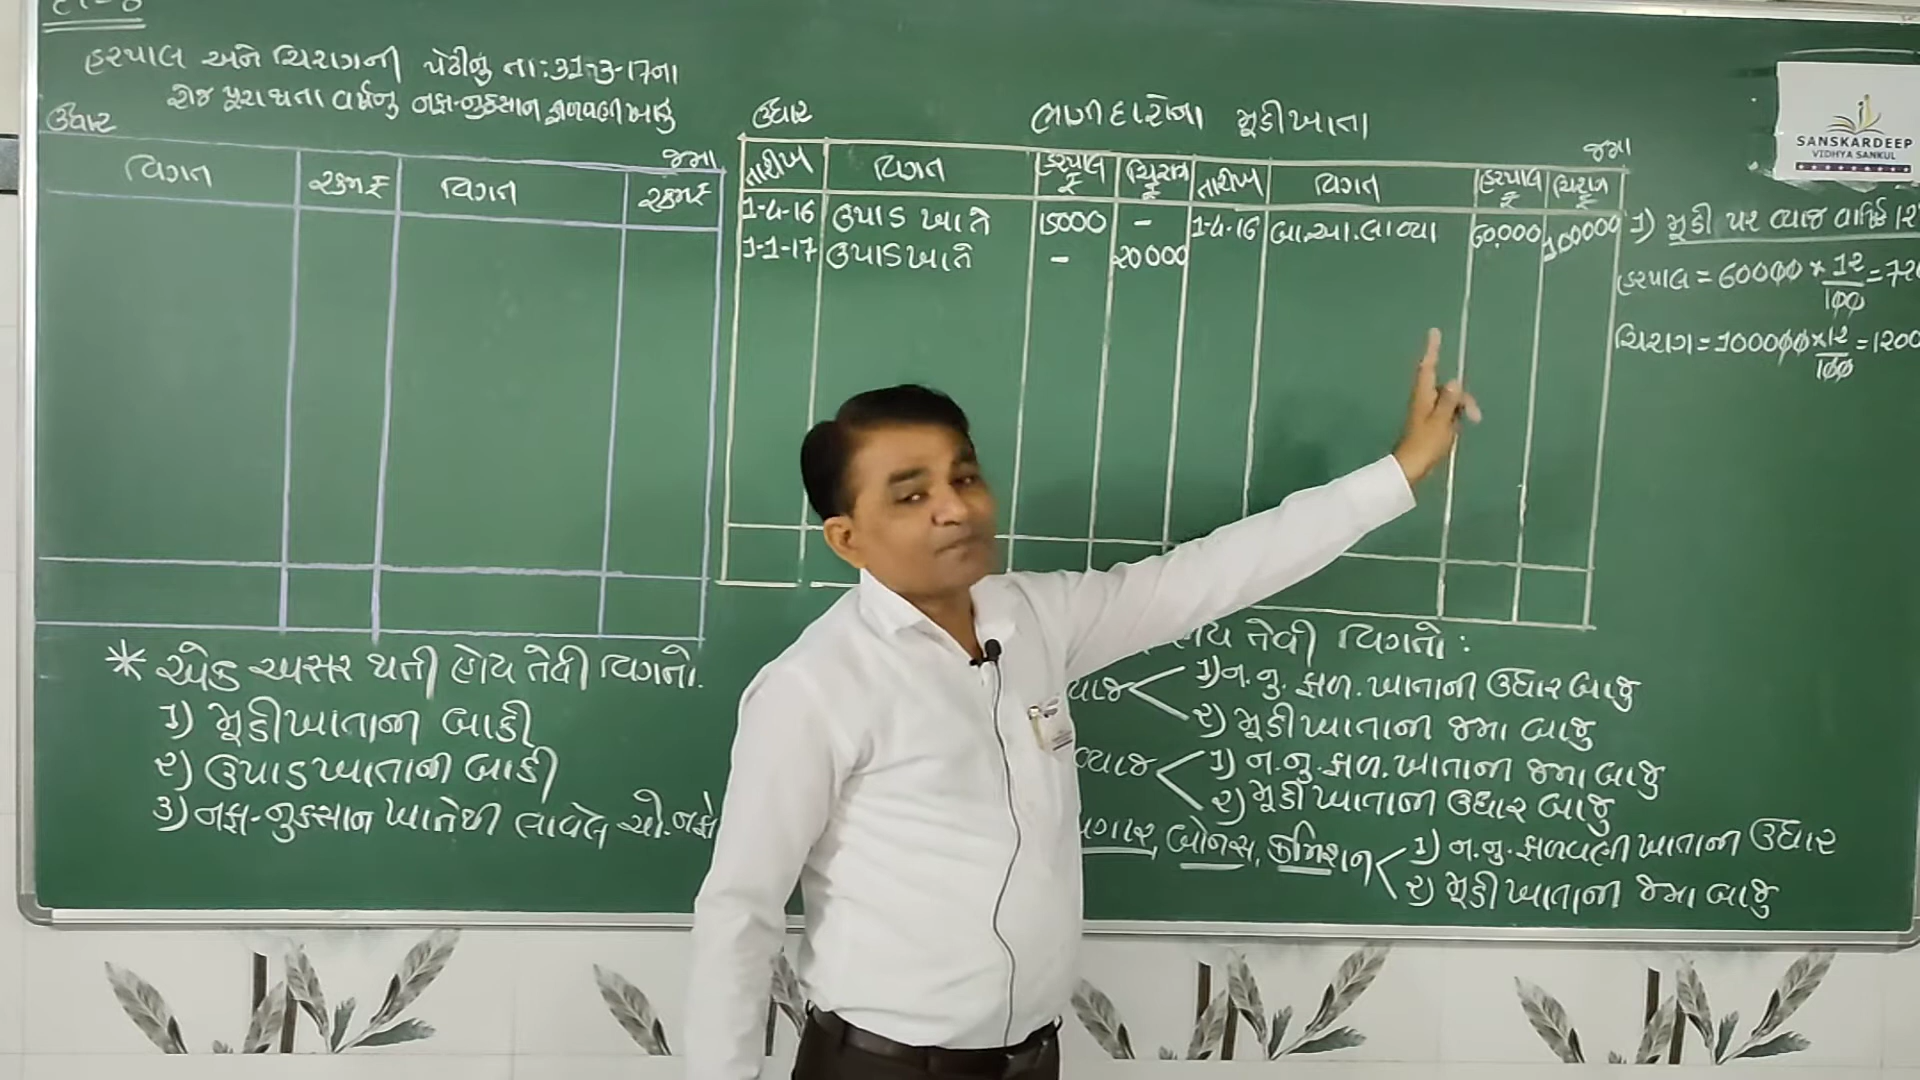 હરપાલ અને ચિરાગની પેઢીનું તા:31-3-17ના
રોજ પૂરા થતા વર્ષનું નફા-નુકસાન ફાળવણી ખાતું
ઉધાર
જમા
વિગત રકમ ₹ વિગત રકમ ₹
ઉધાર
ભાગીદારોના મૂડીખાતા
જમા
તારીખ વિગત હરપાલ ₹ ચિરાગ ₹ તારીખ વિગત હરપાલ ₹ ચિરાગ ₹
1-4-16 ઉપાડ ખાતે 15000 - 1-4-16 બા.આ.લાવ્યા 60,000 100000
1-1-17 ઉપાડ ખાતે - 20000
SANSKARDEEP
VIDHYA SANKUL
1) મૂડી પર વ્યાજ વાર્ષિક 12
હરપાલ = 60000 × 12/100 = 720
ચિરાગ = 100000 × 12/100 = 1200
* એક અસર થતી હોય તેવી વિગતો.
1) મૂડીખાતાની બાકી
2) ઉપાડખાતાની બાકી
3) નફા-નુકસાન ખાતેથી લાવેલ ચો.નફો
હોય તેવી વિગતો:
વ્યાજ
1) ન.નુ. ફાળ. ખાતાની ઉધાર બાજુ
2) મૂડીખાતાની જમા બાજુ
વ્યાજ
1) ન.નુ.ફાળ. ખાતાની જમા બાજુ
2) મૂડીખાતાની ઉધાર બાજુ
પગાર, બોનસ, કમિશન
1) ન.નુ.ફાળવણી ખાતાની ઉધાર
2) મૂડીખાતાની જમા બાજુ